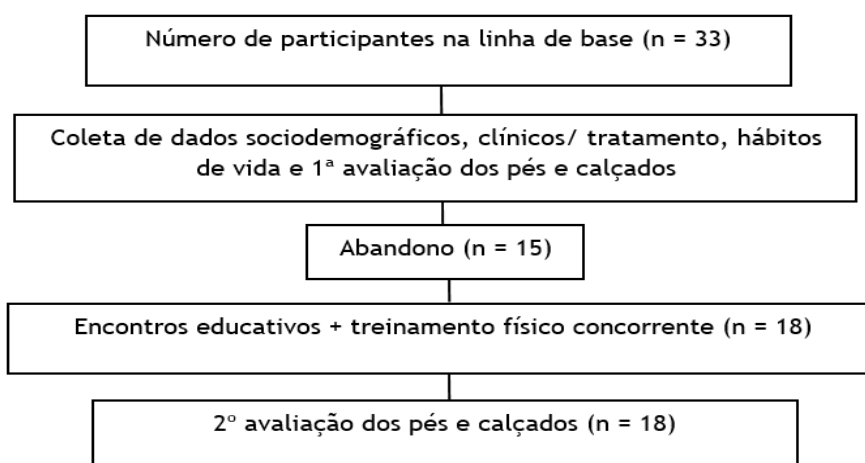 Número de participantes na linha de base (n = 33)
Coleta de dados sociodemográficos, clínicos/ tratamento, hábitos
de vida e 1ª avaliação dos pés e calçados
Abandono (n = 15)
Encontros educativos + treinamento físico concorrente (n = 18)
2º avaliação dos pés e calçados (n = 18)